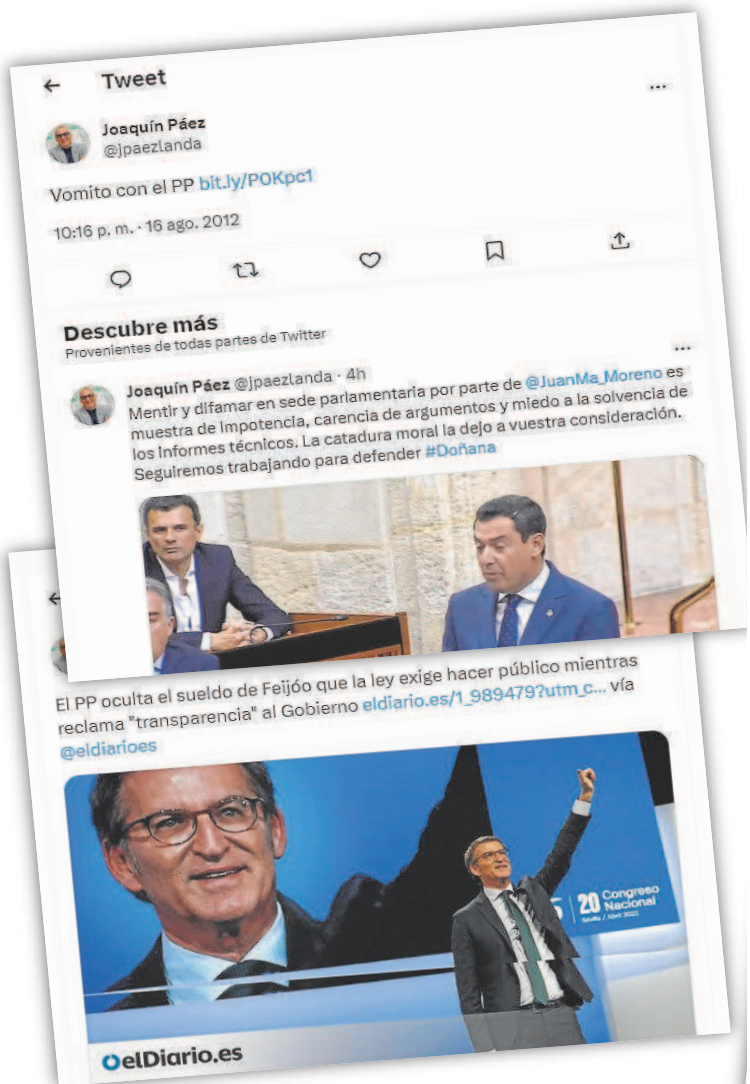 Tweet
Joaquín Páez
@jpaezlanda
Vomito con el PP bit.ly/P0Kpc1
10:16 p. m. · 16 ago. 2012
Descubre más
Provenientes de todas partes de Twitter
Joaquín Páez @jpaezlanda · 4h
Mentir y difamar en sede parlamentaria por parte de @JuanMa_Moreno es
muestra de impotencia, carencia de argumentos y miedo a la solvencia de
los informes técnicos. La catadura moral la dejo a vuestra consideración.
Seguiremos trabajando para defender #Doñana
El PP oculta el sueldo de Feijóo que la ley exige hacer público mientras
reclama "transparencia" al Gobierno eldiario.es/1_989479?utm_c... vía
@eldiarioes
20 Congreso
Nacional
Sevilla / Abril 2022
elDiario.es